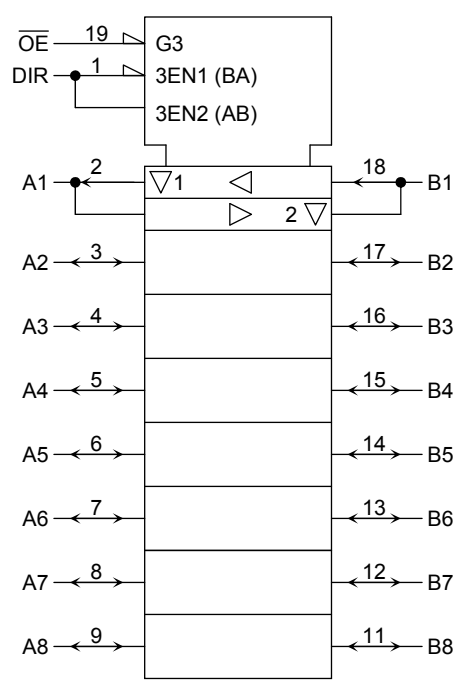 OE 19 G3
DIR 1 3EN1 (BA)
3EN2 (AB)
A1 2 1 18 B1
2
A2 3 17 B2
A3 4 16 B3
A4 5 15 B4
A5 6 14 B5
A6 7 13 B6
A7 8 12 B7
A8 9 11 B8